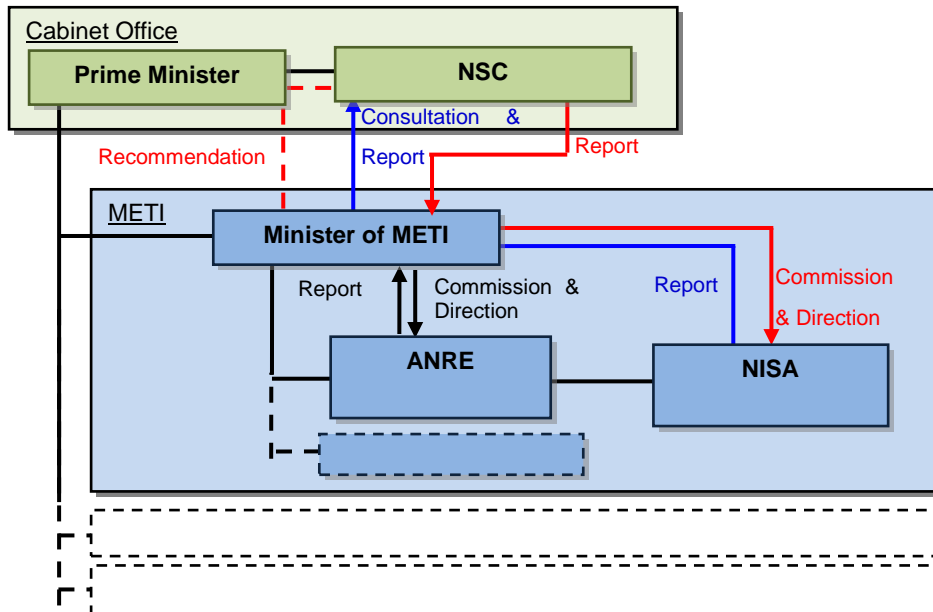 Cabinet Office
Prime Minister
NSC
Consultation &
Recommendation
Report
Report
METI
Minister of METI
Report
Commission &
Direction
Report
Commission
& Direction
ANRE
NISA